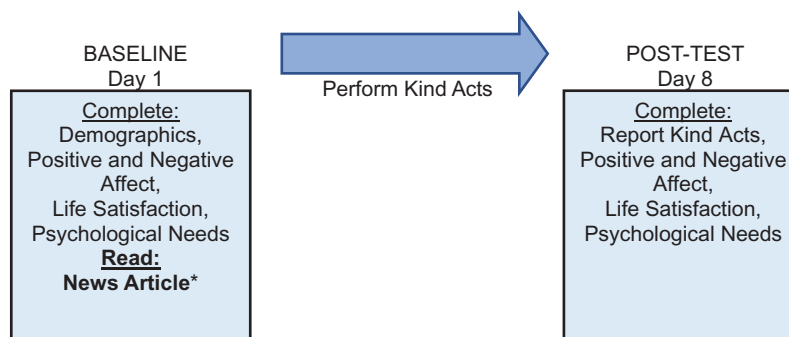 BASELINE
Day 1
Complete:
Demographics,
Positive and Negative
Affect,
Life Satisfaction,
Psychological Needs
Read:
News Article*
Perform Kind Acts
POST-TEST
Day 8
Complete:
Report Kind Acts,
Positive and Negative
Affect,
Life Satisfaction,
Psychological Needs